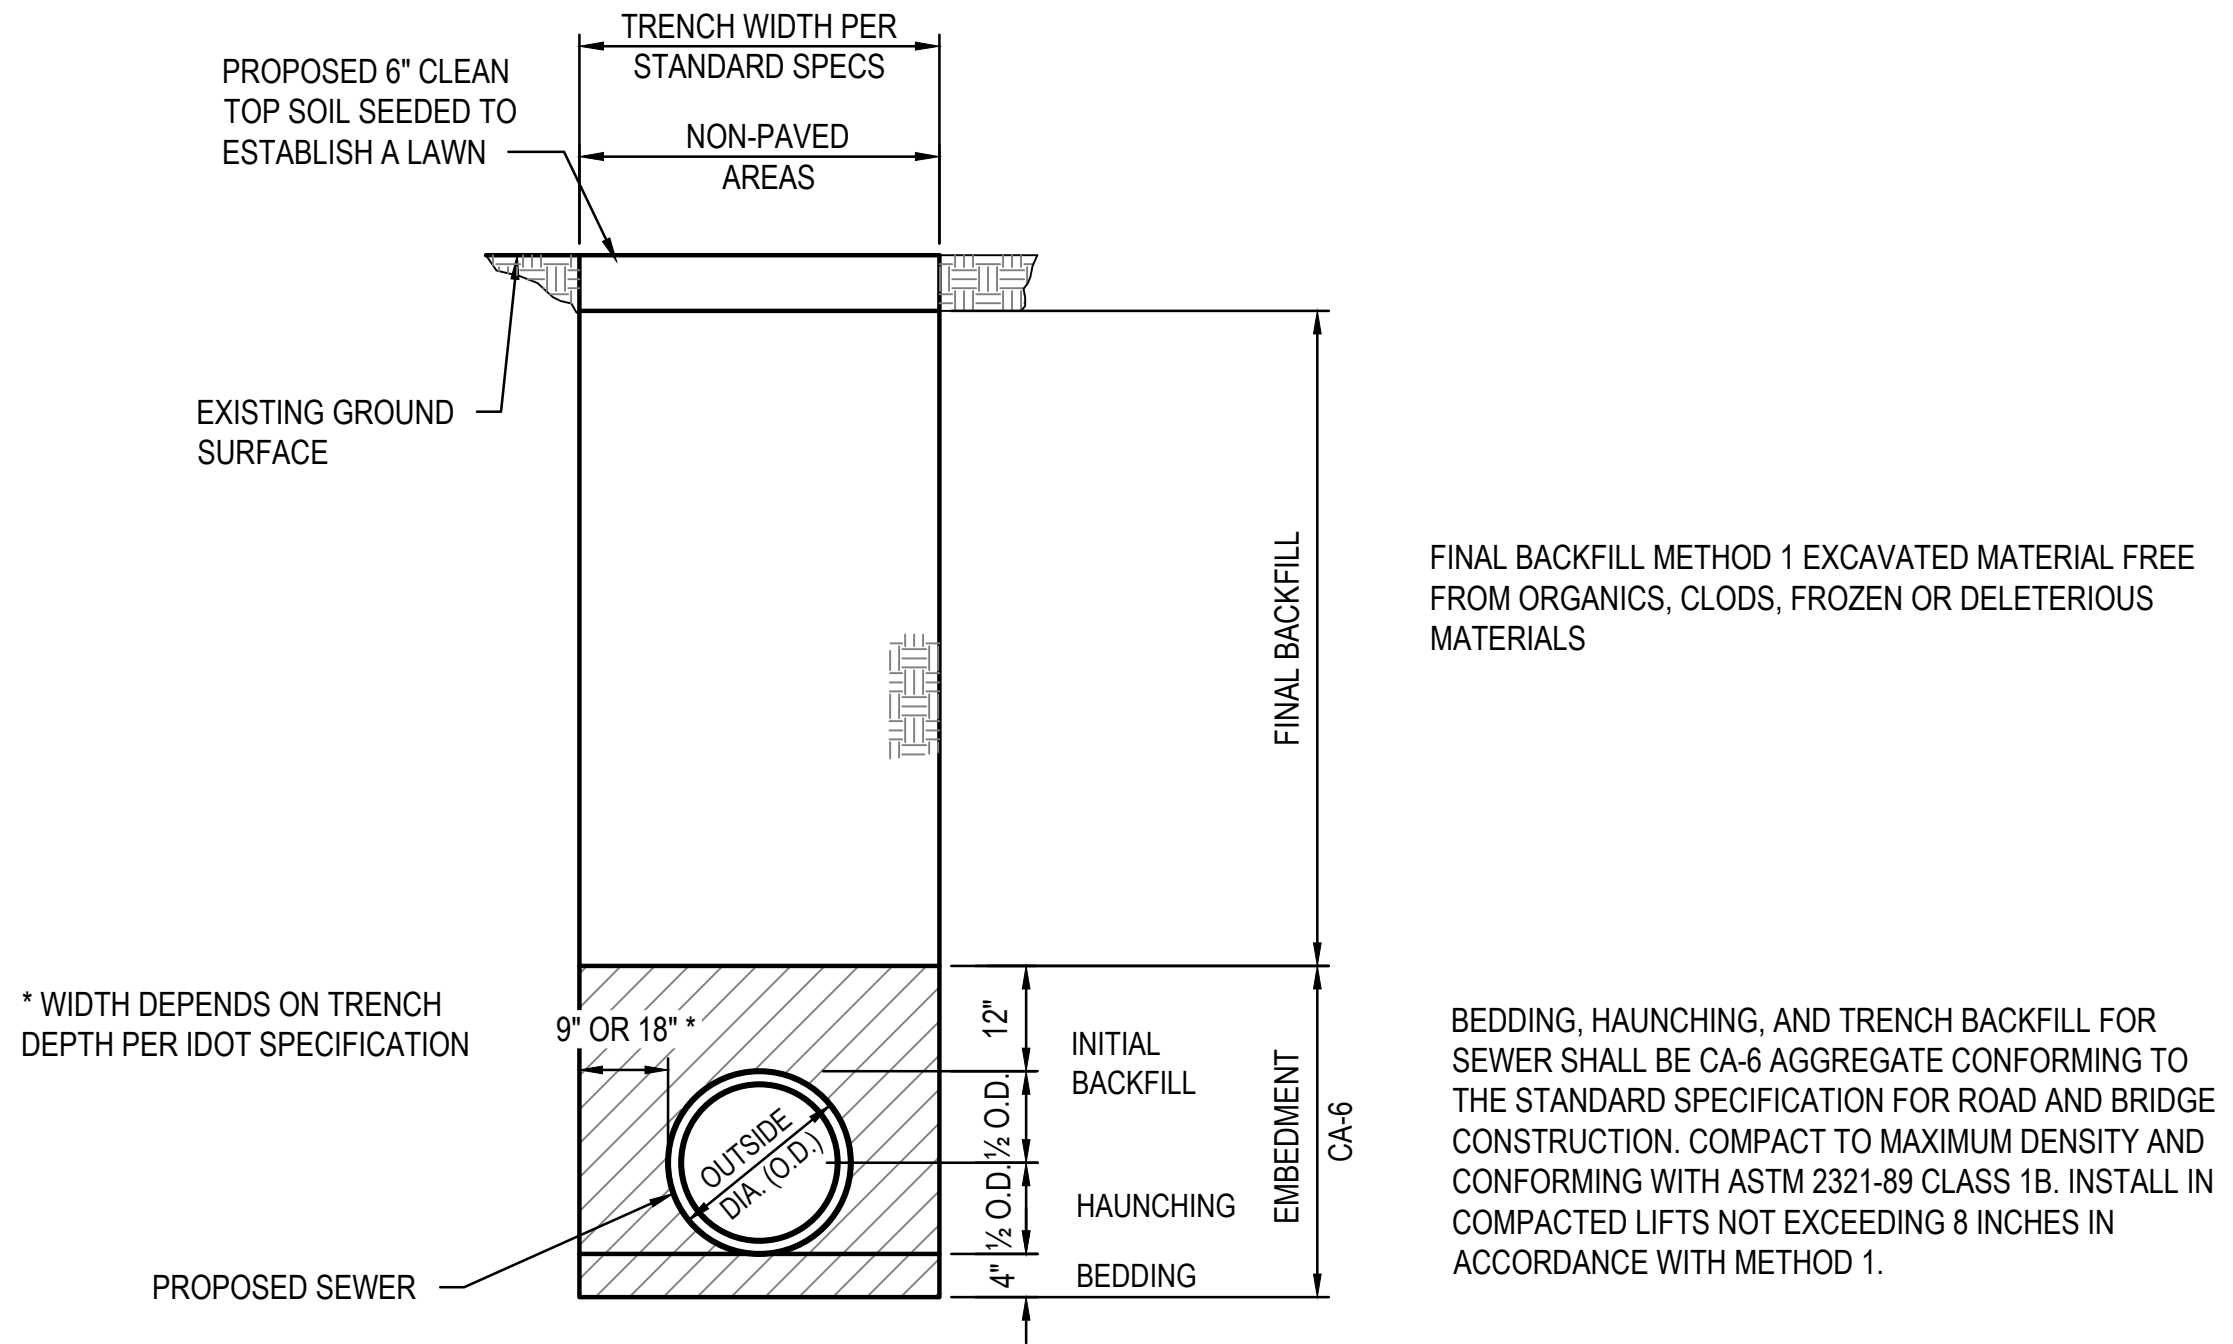 TRENCH WIDTH PER
STANDARD SPECS
PROPOSED 6" CLEAN
TOP SOIL SEEDED TO
ESTABLISH A LAWN
NON-PAVED
AREAS
EXISTING GROUND
SURFACE
FINAL BACKFILL
FINAL BACKFILL METHOD 1 EXCAVATED MATERIAL FREE
FROM ORGANICS, CLODS, FROZEN OR DELETERIOUS
MATERIALS
* WIDTH DEPENDS ON TRENCH
DEPTH PER IDOT SPECIFICATION
9" OR 18" *
12"
INITIAL
BACKFILL
½ O.D.
OUTSIDE
DIA. (O.D.)
½ O.D.
HAUNCHING
4"
BEDDING
EMBEDMENT
CA-6
PROPOSED SEWER
BEDDING, HAUNCHING, AND TRENCH BACKFILL FOR
SEWER SHALL BE CA-6 AGGREGATE CONFORMING TO
THE STANDARD SPECIFICATION FOR ROAD AND BRIDGE
CONSTRUCTION. COMPACT TO MAXIMUM DENSITY AND
CONFORMING WITH ASTM 2321-89 CLASS 1B. INSTALL IN
COMPACTED LIFTS NOT EXCEEDING 8 INCHES IN
ACCORDANCE WITH METHOD 1.